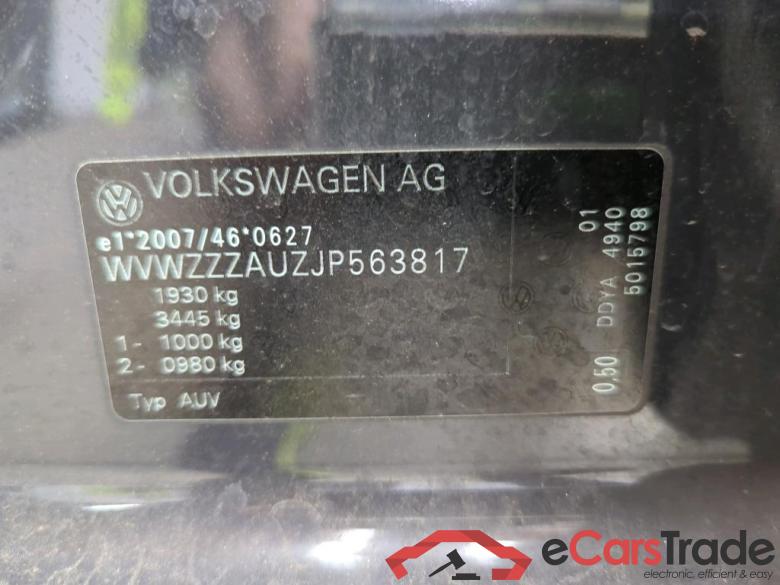 VOLKSWAGEN AG
e1*2007/46*0627
WVWZZZAUZJP563817
1930 kg
3445 kg
1- 1000 kg
2- 0980 kg
Typ AUV
01
0,50 DDYA 4940
5015798
eCarsTrade
electronic, efficient & easy